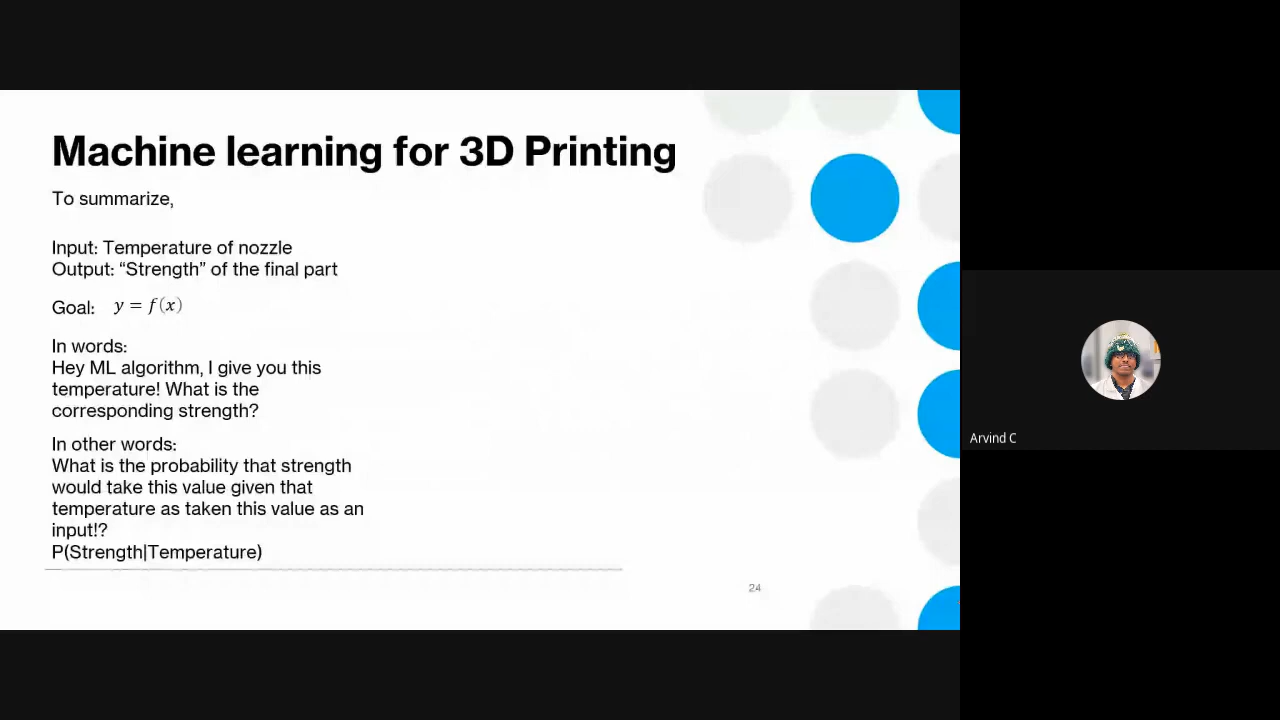 Machine learning for 3D Printing
To summarize,
Input: Temperature of nozzle
Output: “Strength” of the final part
Goal: y = f(x)
In words:
Hey ML algorithm, I give you this
temperature! What is the
corresponding strength?
In other words:
What is the probability that strength
would take this value given that
temperature as taken this value as an
input!?
P(Strength|Temperature)
24
Arvind C